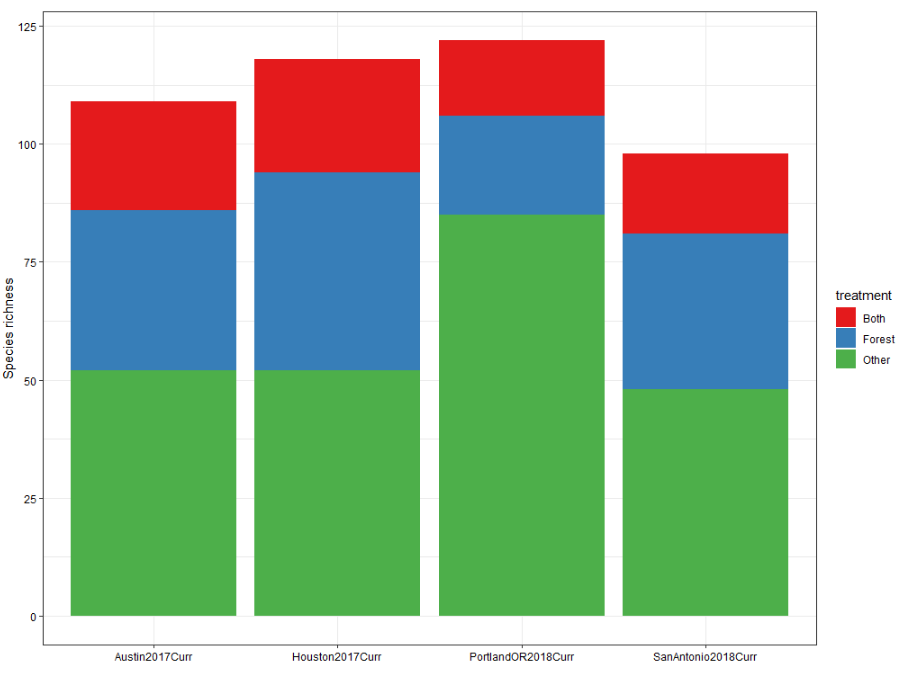 Species richness
125
100
75
50
25
0
Austin2017Curr
Houston2017Curr
PortlandOR2018Curr
SanAntonio2018Curr
treatment
Both
Forest
Other